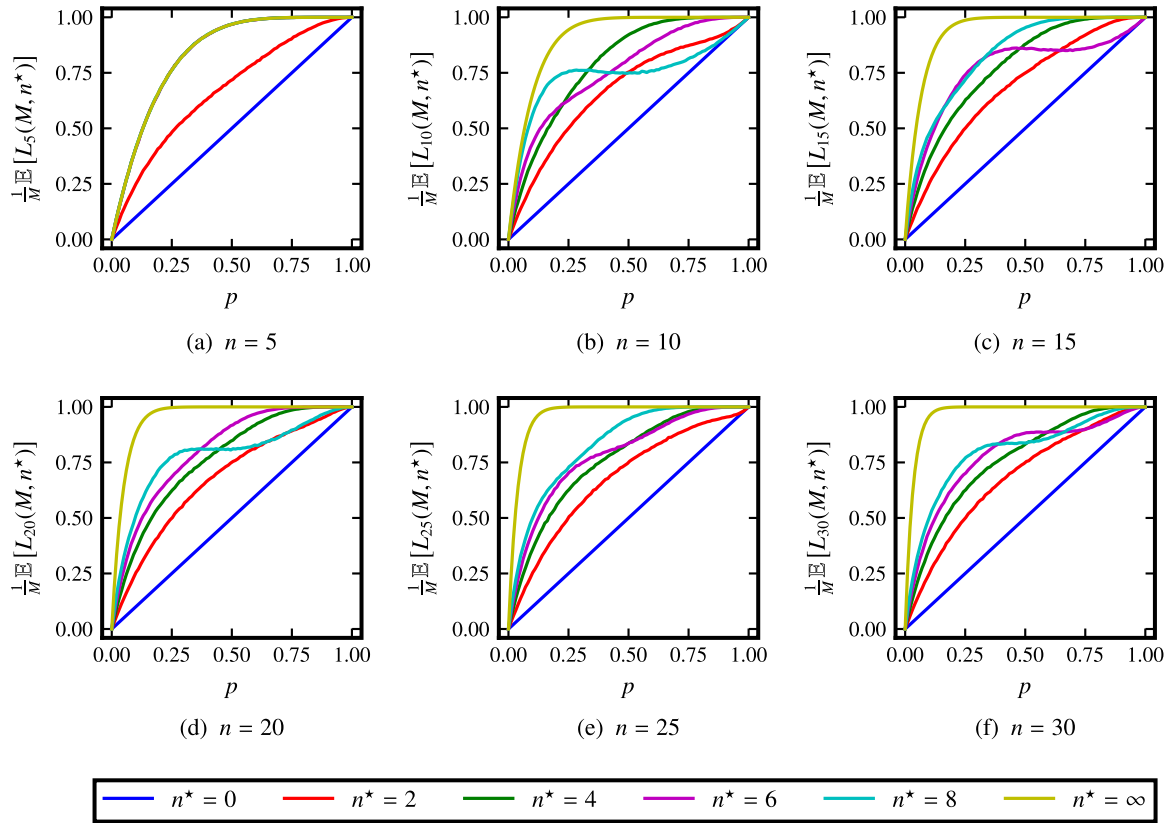 1.00 0.75 0.50 0.25 0.00
1/M 𝔼 [L₅(M, n⋆)]
0.00 0.25 0.50 0.75 1.00
p
(a) n = 5
1.00 0.75 0.50 0.25 0.00
1/M 𝔼 [L₁₀(M, n⋆)]
0.00 0.25 0.50 0.75 1.00
p
(b) n = 10
1.00 0.75 0.50 0.25 0.00
1/M 𝔼 [L₁₅(M, n⋆)]
0.00 0.25 0.50 0.75 1.00
p
(c) n = 15
1.00 0.75 0.50 0.25 0.00
1/M 𝔼 [L₂₀(M, n⋆)]
0.00 0.25 0.50 0.75 1.00
p
(d) n = 20
1.00 0.75 0.50 0.25 0.00
1/M 𝔼 [L₂₅(M, n⋆)]
0.00 0.25 0.50 0.75 1.00
p
(e) n = 25
1.00 0.75 0.50 0.25 0.00
1/M 𝔼 [L₃₀(M, n⋆)]
0.00 0.25 0.50 0.75 1.00
p
(f) n = 30
n⋆ = 0 n⋆ = 2 n⋆ = 4 n⋆ = 6 n⋆ = 8 n⋆ = ∞